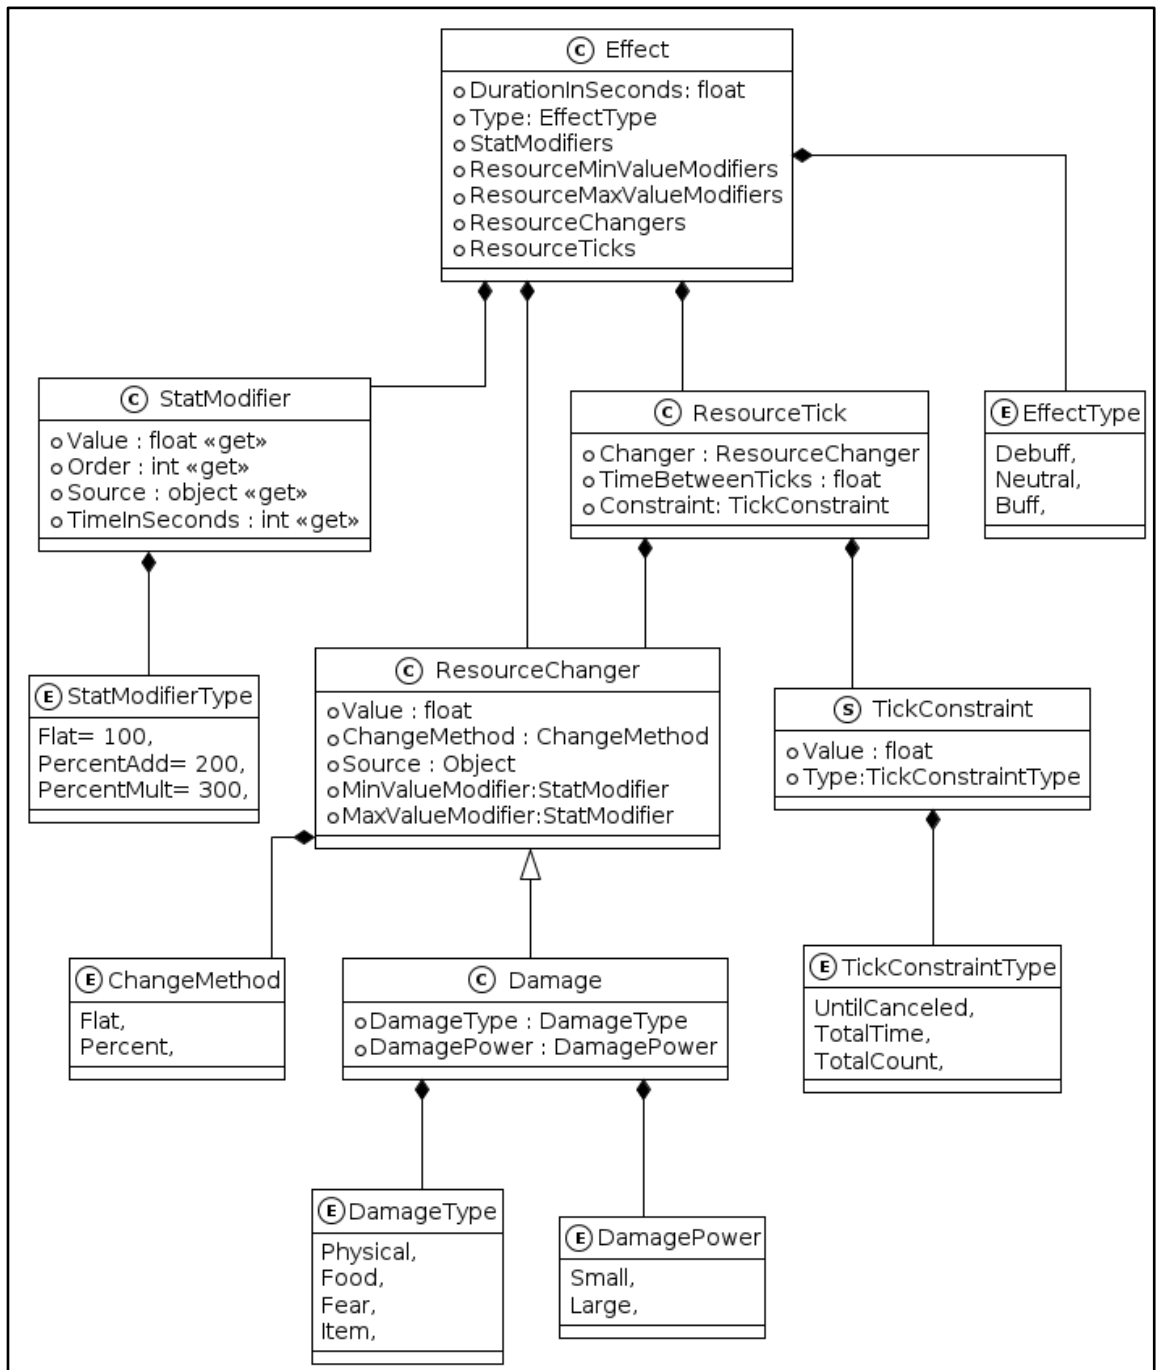 C Effect
DurationInSeconds: float
Type: EffectType
StatModifiers
ResourceMinValueModifiers
ResourceMaxValueModifiers
ResourceChangers
ResourceTicks
C StatModifier
Value : float «get»
Order : int «get»
Source : object «get»
TimeInSeconds : int «get»
C ResourceTick
Changer : ResourceChanger
TimeBetweenTicks : float
Constraint: TickConstraint
E EffectType
Debuff,
Neutral,
Buff,
E StatModifierType
Flat= 100,
PercentAdd= 200,
PercentMult= 300,
C ResourceChanger
Value : float
ChangeMethod : ChangeMethod
Source : Object
MinValueModifier:StatModifier
MaxValueModifier:StatModifier
S TickConstraint
Value : float
Type:TickConstraintType
E ChangeMethod
Flat,
Percent,
C Damage
DamageType : DamageType
DamagePower : DamagePower
E TickConstraintType
UntilCanceled,
TotalTime,
TotalCount,
E DamageType
Physical,
Food,
Fear,
Item,
E DamagePower
Small,
Large,